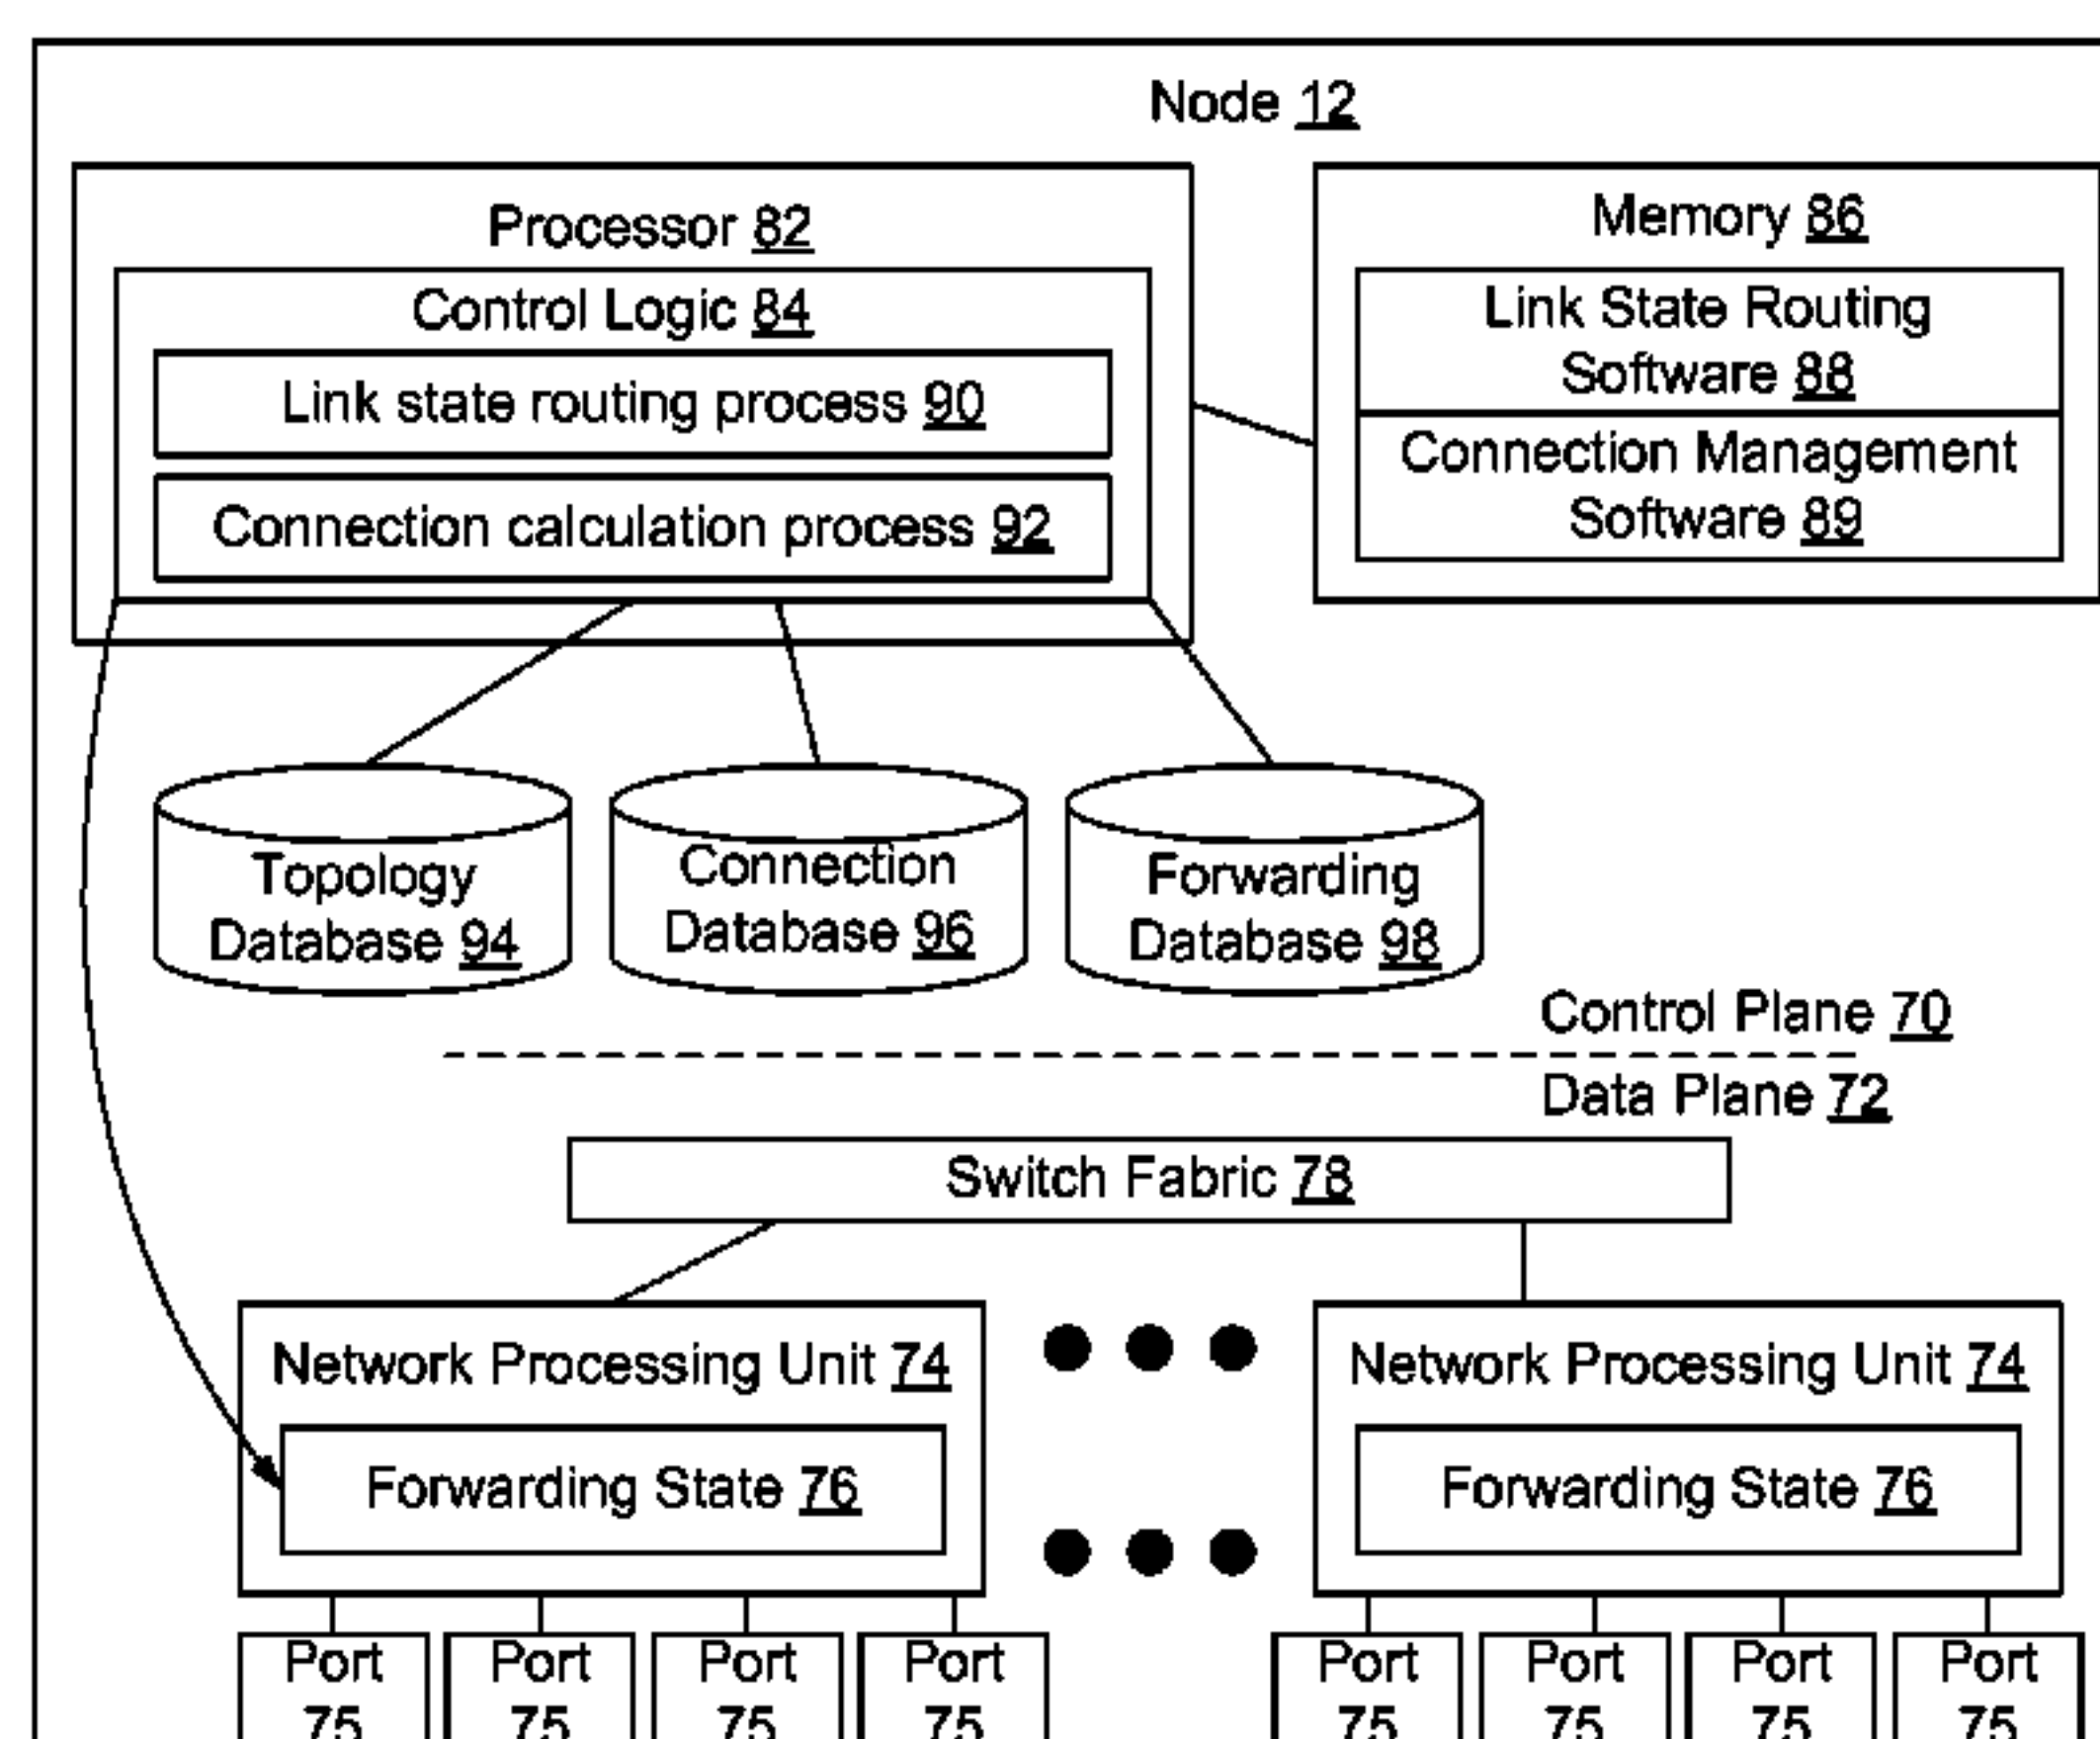 Node 12
Processor 82
Control Logic 84
Link state routing process 90
Connection calculation process 92
Memory 86
Link State Routing
Software 88
Connection Management
Software 89
Topology
Database 94
Connection
Database 96
Forwarding
Database 98
Control Plane 70
Data Plane 72
Switch Fabric 78
Network Processing Unit 74
Forwarding State 76
Network Processing Unit 74
Forwarding State 76
Port
75
Port
75
Port
75
Port
75
Port
75
Port
75
Port
75
Port
75